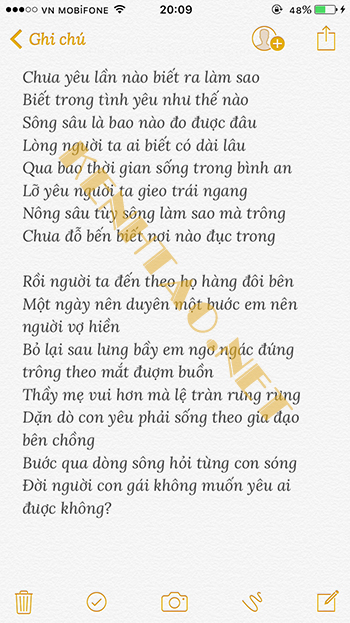 VN MOBIFONE 20:09 48%
Ghi chú
Chưa yêu lần nào biết ra làm sao
Biết trong tình yêu như thế nào
Sông sâu là bao nào đo được đâu
Lòng người ta ai biết có dài lâu
Qua bao thời gian sống trong bình an
Lỡ yêu người ta gieo trái ngang
Nông sâu tùy sông làm sao mà trông
Chưa đỗ bến biết nơi nào đục trong
Rồi người ta đến theo họ hàng đôi bên
Một ngày nên duyên một bước em nên
người vợ hiền
Bỏ lại sau lưng bầy em ngơ ngác đứng
trông theo mắt đượm buồn
Thầy mẹ vui hơn mà lệ tràn rưng rưng
Dặn dò con yêu phải sống theo gia đạo
bên chồng
Bước qua dòng sông hỏi từng con sóng
Đời người con gái không muốn yêu ai
được không?
KENHTAO.NET